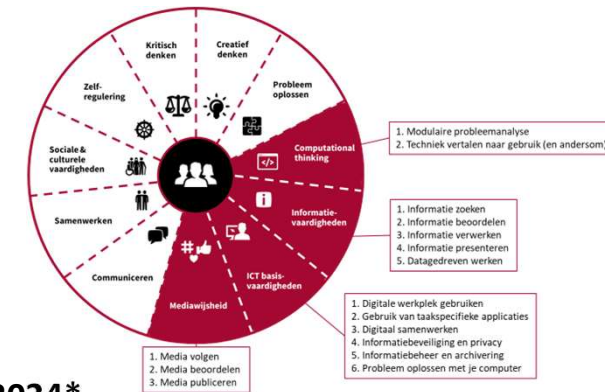 Kritisch
denken
Creatief
denken
Probleem
oplossen
Computational
thinking
</>
i
Informatie-
vaardigheden
ICT basis-
vaardigheden
#
Mediawijsheid
Communiceren
Samenwerken
Sociale &
culturele
vaardigheden
Zelf-
regulering
1. Modulaire probleemanalyse
2. Techniek vertalen naar gebruik (en andersom)
1. Informatie zoeken
2. Informatie beoordelen
3. Informatie verwerken
4. Informatie presenteren
5. Datagedreven werken
1. Digitale werkplek gebruiken
2. Gebruik van taakspecifieke applicaties
3. Digitaal samenwerken
4. Informatiebeveiliging en privacy
5. Informatiebeheer en archivering
6. Probleem oplossen met je computer
1. Media volgen
2. Media beoordelen
3. Media publiceren